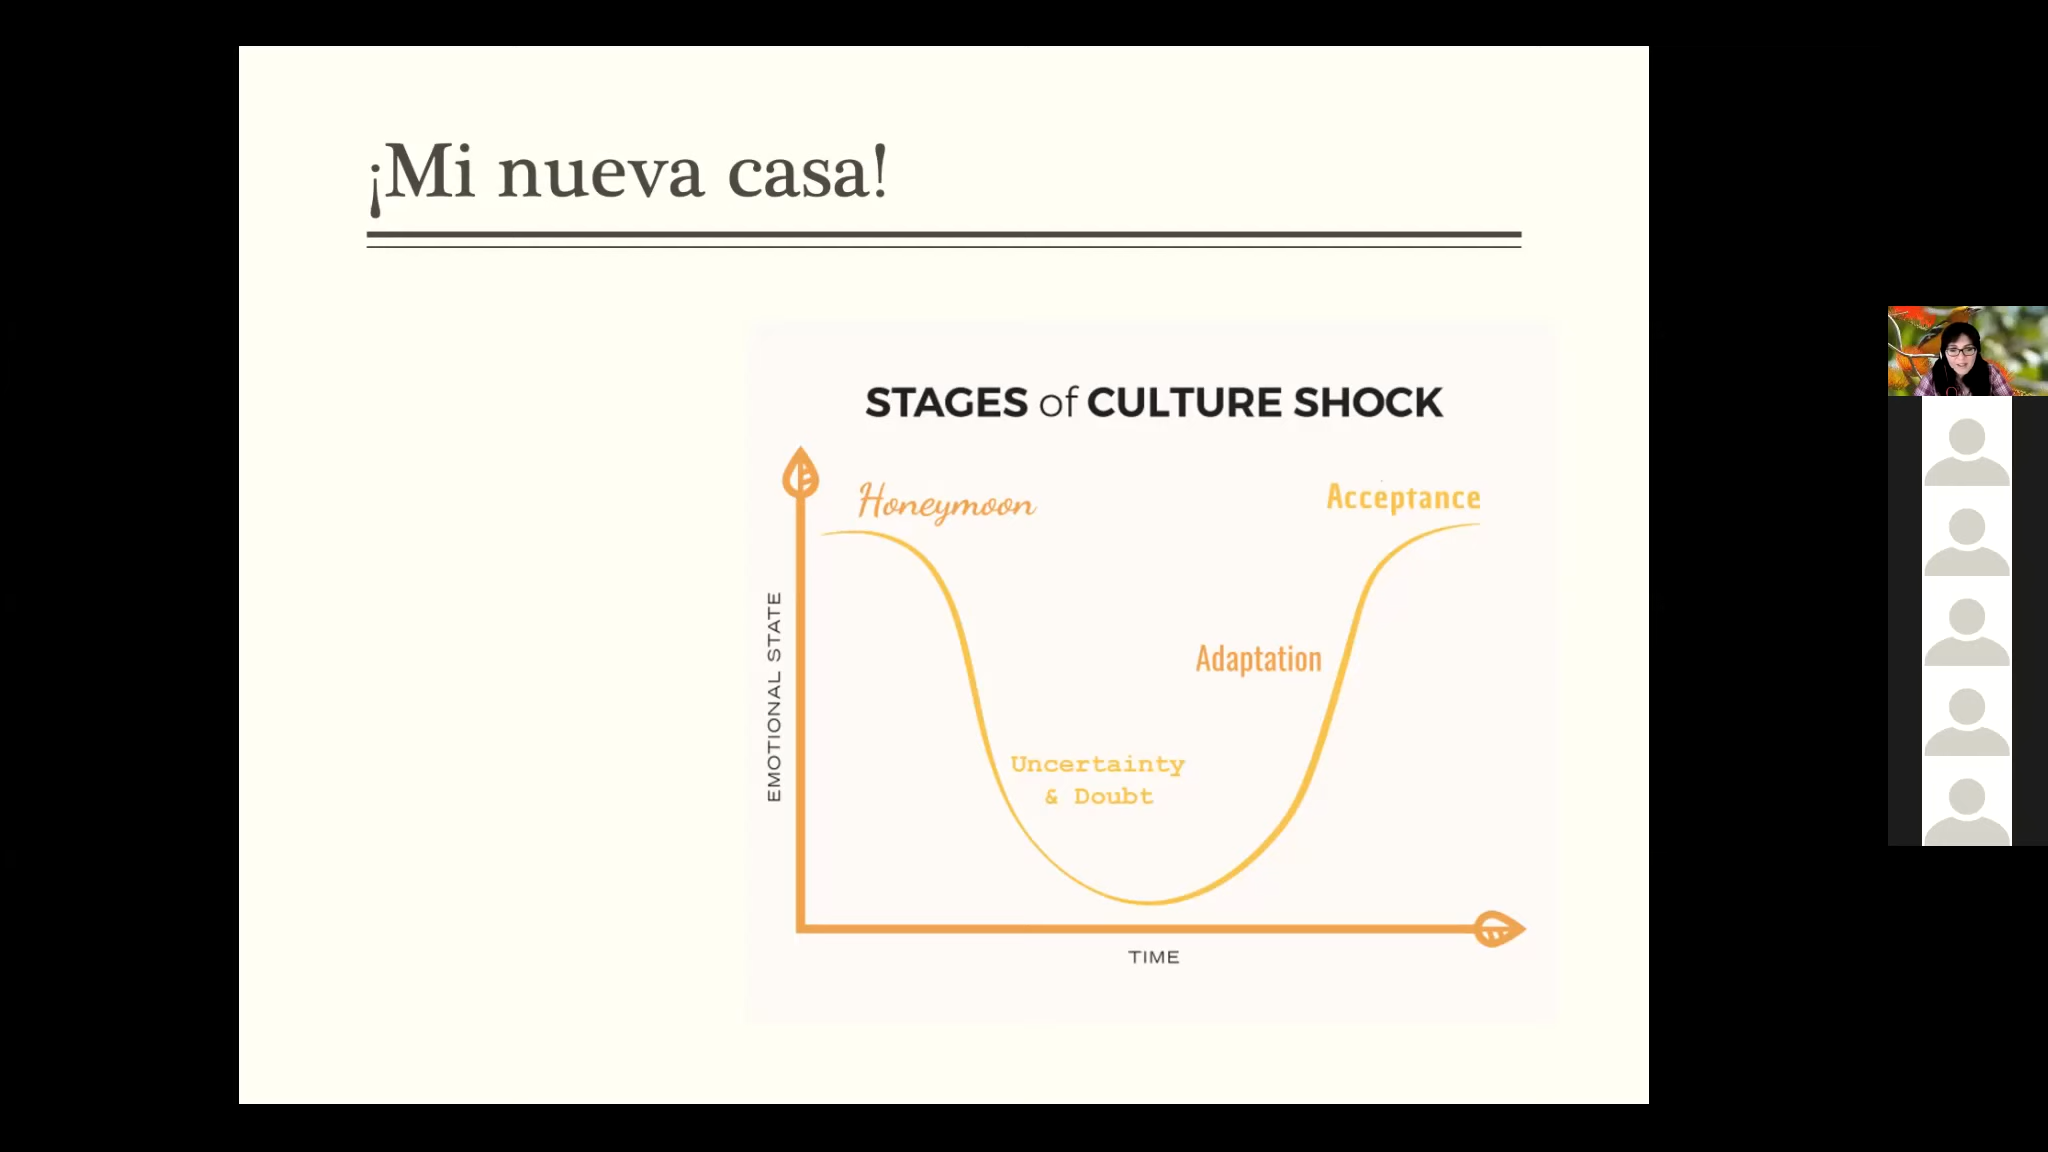 ¡Mi nueva casa!
STAGES of CULTURE SHOCK
Honeymoon
Acceptance
Adaptation
Uncertainty
& Doubt
EMOTIONAL STATE
TIME